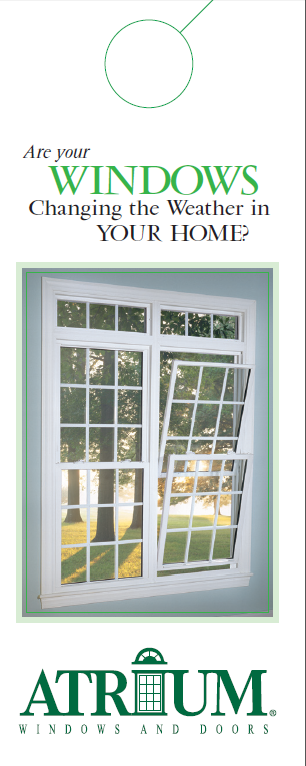 Are your
WINDOWS
Changing the Weather in
YOUR HOME?
ATRIUM®
WINDOWS AND DOORS